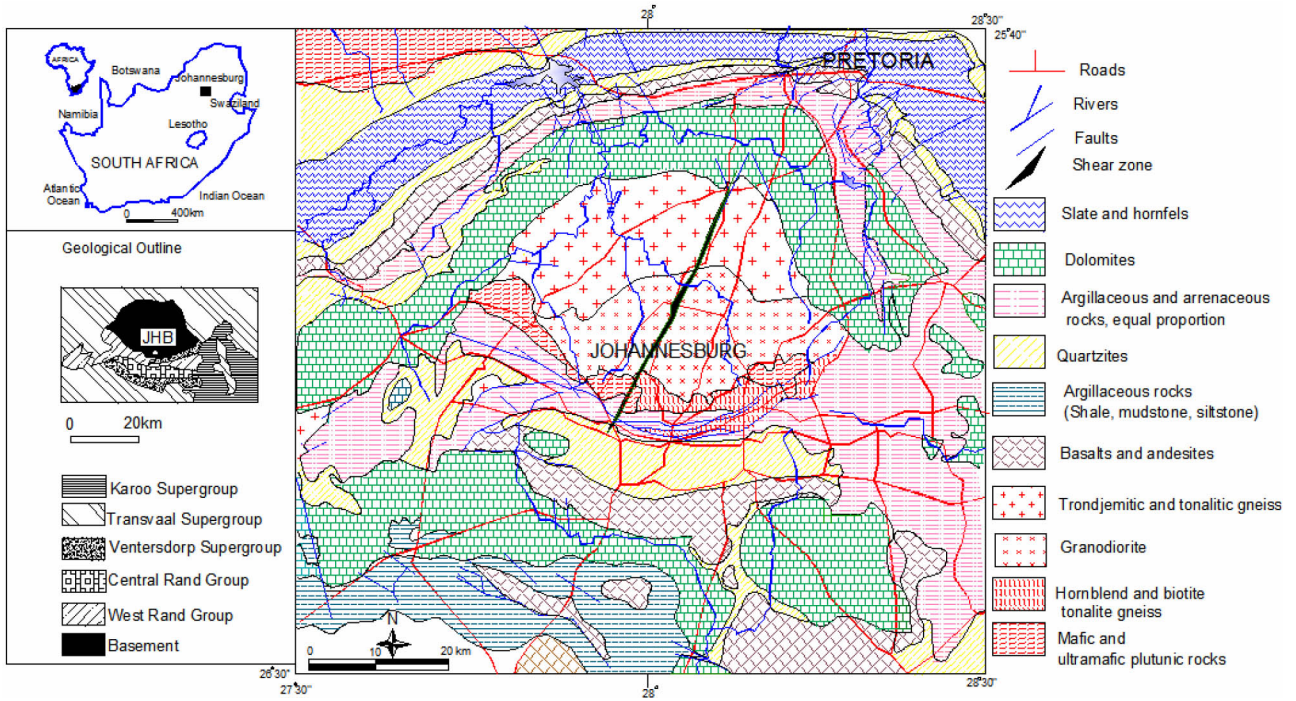 AFRICA
Botswana
Johannesburg
Namibia
Swaziland
Lesotho
SOUTH AFRICA
Atlantic
Ocean
Indian Ocean
0 400km
Geological Outline
JHB
0 20km
Karoo Supergroup
Transvaal Supergroup
Ventersdorp Supergroup
Central Rand Group
West Rand Group
Basement
28°
28°30"
25°40"
PRETORIA
JOHANNESBURG
N
0 10 20 km
26°30"
27°30"
28°
28°30"
Roads
Rivers
Faults
Shear zone
Slate and hornfels
Dolomites
Argillaceous and arrenaceous
rocks, equal proportion
Quartzites
Argillaceous rocks
(Shale, mudstone, siltstone)
Basalts and andesites
Trondjemitic and tonalitic gneiss
Granodiorite
Hornblend and biotite
tonalite gneiss
Mafic and
ultramafic plutunic rocks